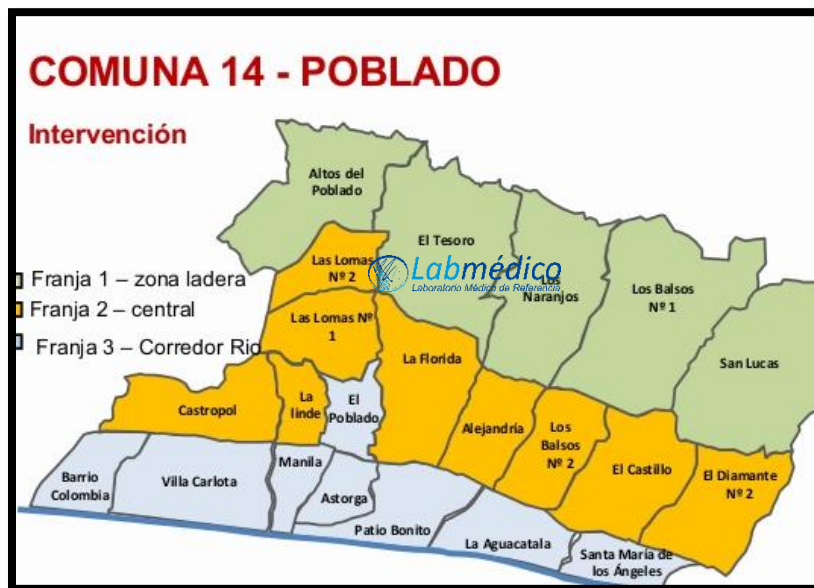 COMUNA 14 - POBLADO
Intervención
Altos del
Poblado
El Tesoro
Las Lomas
Nº 2
Labmédico
Laboratorio Médico de Referencia
Los
Naranjos
Los Balsos
Nº 1
San Lucas
Franja 1 – zona ladera
Franja 2 – central
Franja 3 – Corredor Rio
Las Lomas Nº
1
La Florida
Castropol
La
linde
El
Poblado
Alejandría
Los
Balsos
Nº 2
El Castillo
El Diamante
Nº 2
Barrio
Colombia
Villa Carlota
Manila
Astorga
Patio Bonito
La Aguacatala
Santa María de
los Ángeles